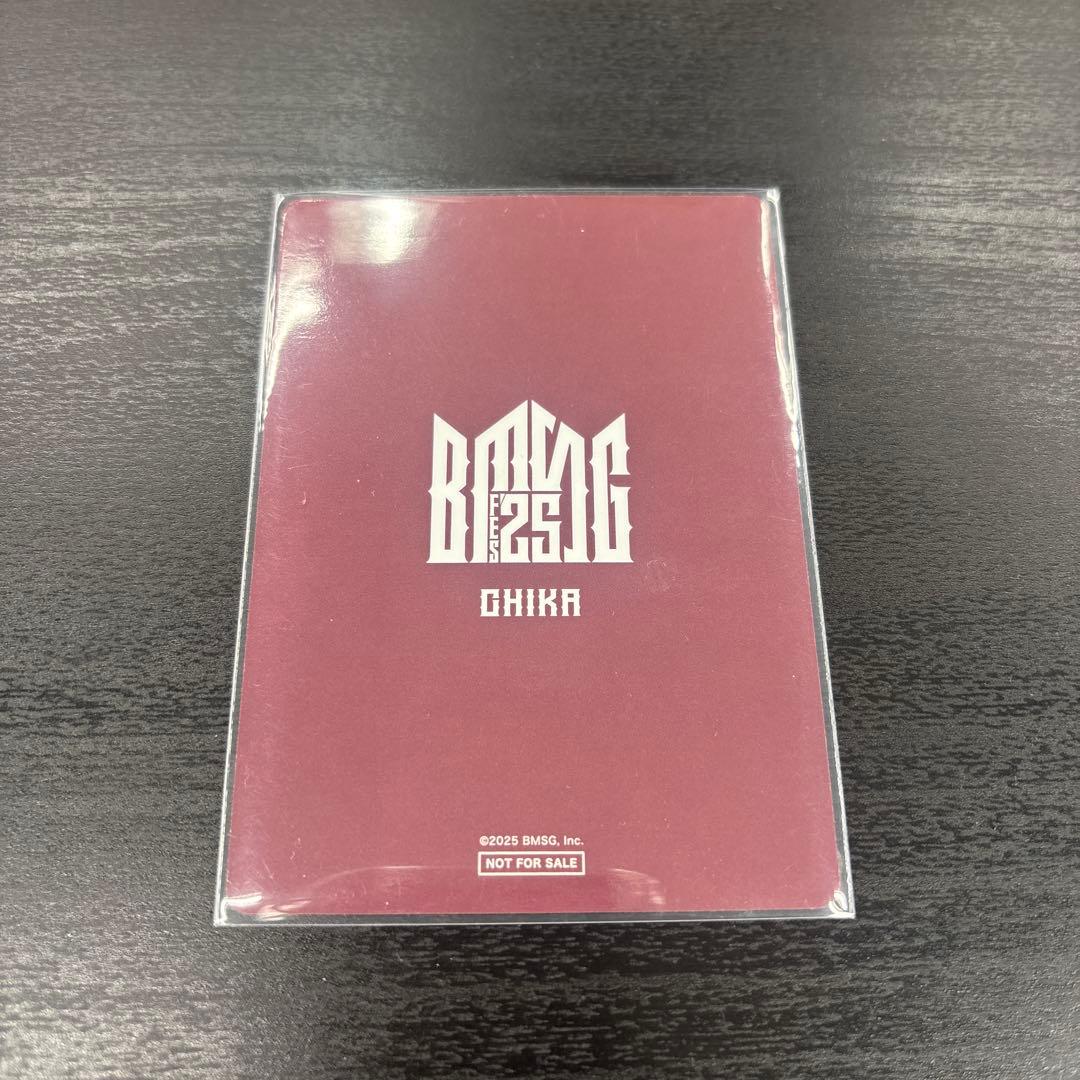 BMSG
FES'25
CHIKA
©2025 BMSG, Inc.
NOT FOR SALE